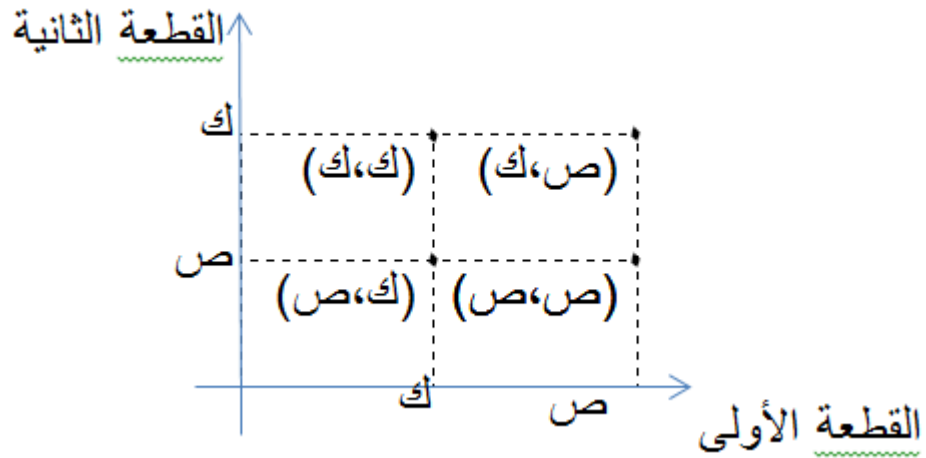 القطعة الثانية
ك
(ك،ك)
(ص،ك)
ص
(ك،ص)
(ص،ص)
ك
ص
القطعة الأولى